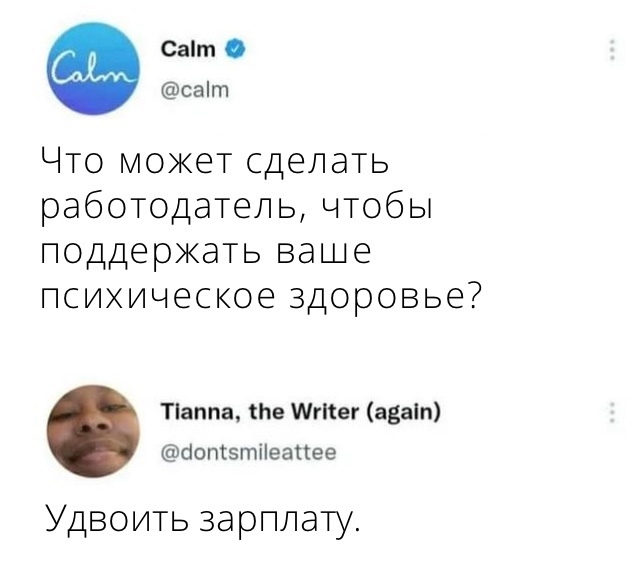 Calm
Calm
@calm
Что может сделать
работодатель, чтобы
поддержать ваше
психическое здоровье?
Tianna, the Writer (again)
@dontsmileattee
Удвоить зарплату.